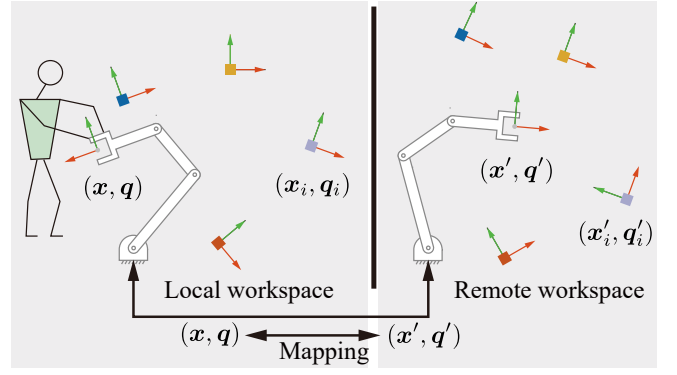 (x, q)
(x_i, q_i)
(x′, q′)
(x′_i, q′_i)
Local workspace
Remote workspace
(x, q)
(x′, q′)
Mapping